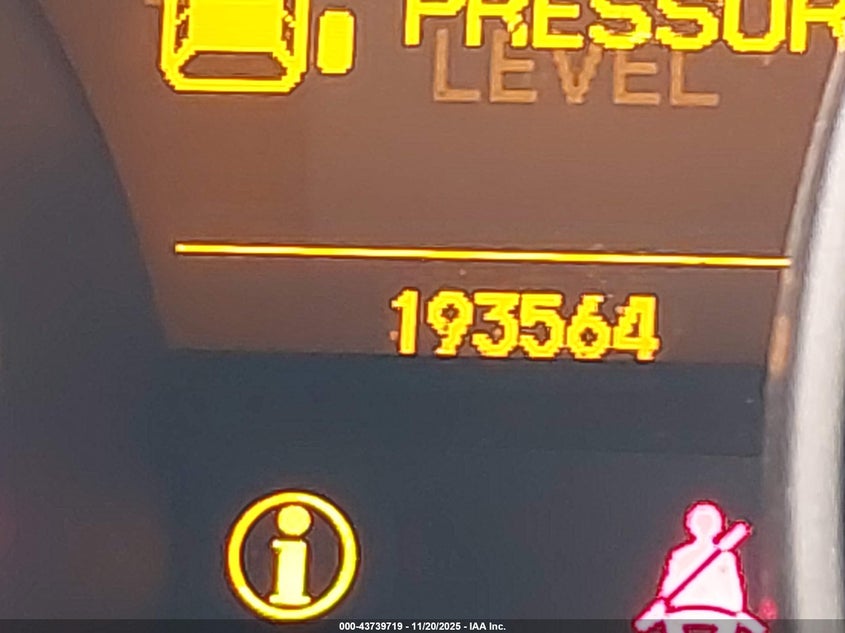 PRESSUR
LEVEL
193564
i
000-43739719 - 11/20/2025 - IAA Inc.